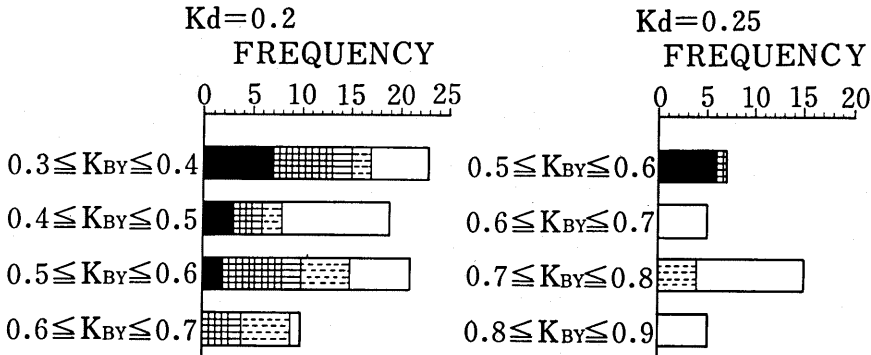 Kd=0.2
FREQUENCY
0 5 10 15 20 25
0.3≦KBY≦0.4
0.4≦KBY≦0.5
0.5≦KBY≦0.6
0.6≦KBY≦0.7
Kd=0.25
FREQUENCY
0 5 10 15 20
0.5≦KBY≦0.6
0.6≦KBY≦0.7
0.7≦KBY≦0.8
0.8≦KBY≦0.9